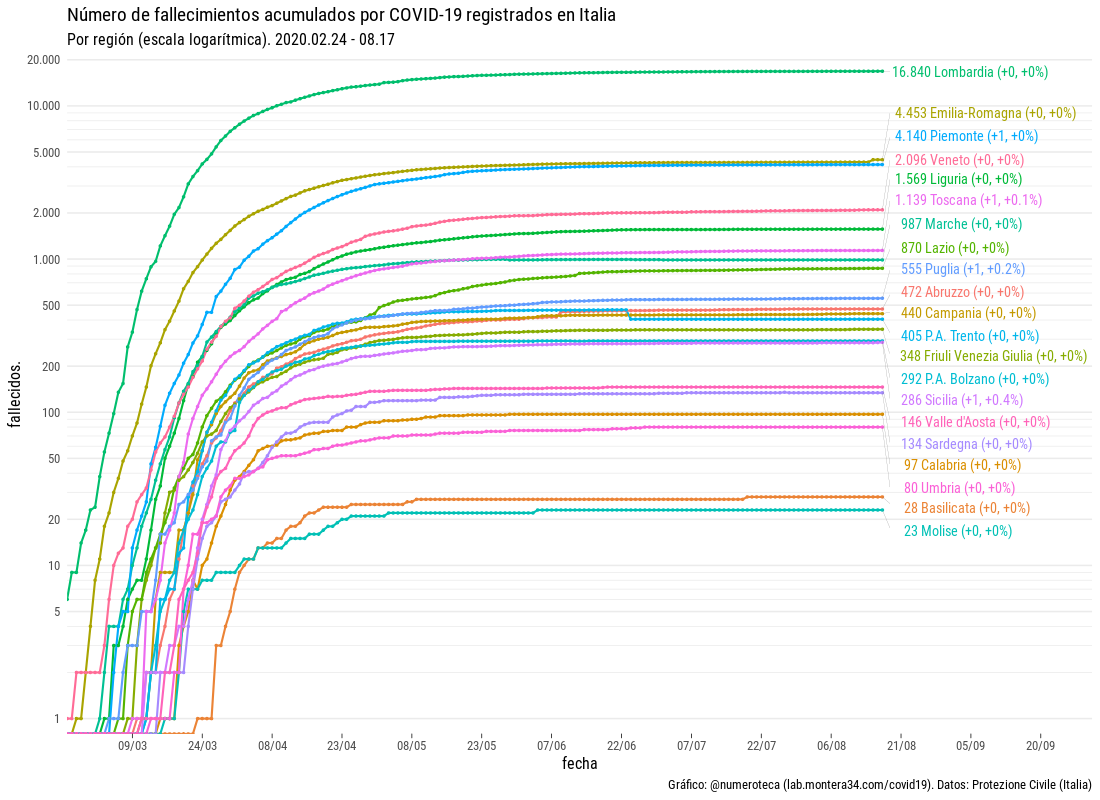 Número de fallecimientos acumulados por COVID-19 registrados en Italia
Por región (escala logarítmica). 2020.02.24 - 08.17
20.000
10.000
5.000
2.000
1.000
500
200
100
50
20
10
5
1
fallecidos.
16.840 Lombardia (+0, +0%)
4.453 Emilia-Romagna (+0, +0%)
4.140 Piemonte (+1, +0%)
2.096 Veneto (+0, +0%)
1.569 Liguria (+0, +0%)
1.139 Toscana (+1, +0.1%)
987 Marche (+0, +0%)
870 Lazio (+0, +0%)
555 Puglia (+1, +0.2%)
472 Abruzzo (+0, +0%)
440 Campania (+0, +0%)
405 P.A. Trento (+0, +0%)
348 Friuli Venezia Giulia (+0, +0%)
292 P.A. Bolzano (+0, +0%)
286 Sicilia (+1, +0.4%)
146 Valle d'Aosta (+0, +0%)
134 Sardegna (+0, +0%)
97 Calabria (+0, +0%)
80 Umbria (+0, +0%)
28 Basilicata (+0, +0%)
23 Molise (+0, +0%)
09/03 24/03 08/04 23/04 08/05 23/05 07/06 22/06 07/07 22/07 06/08 21/08 05/09 20/09
fecha
Gráfico: @numeroteca (lab.montera34.com/covid19). Datos: Protezione Civile (Italia)